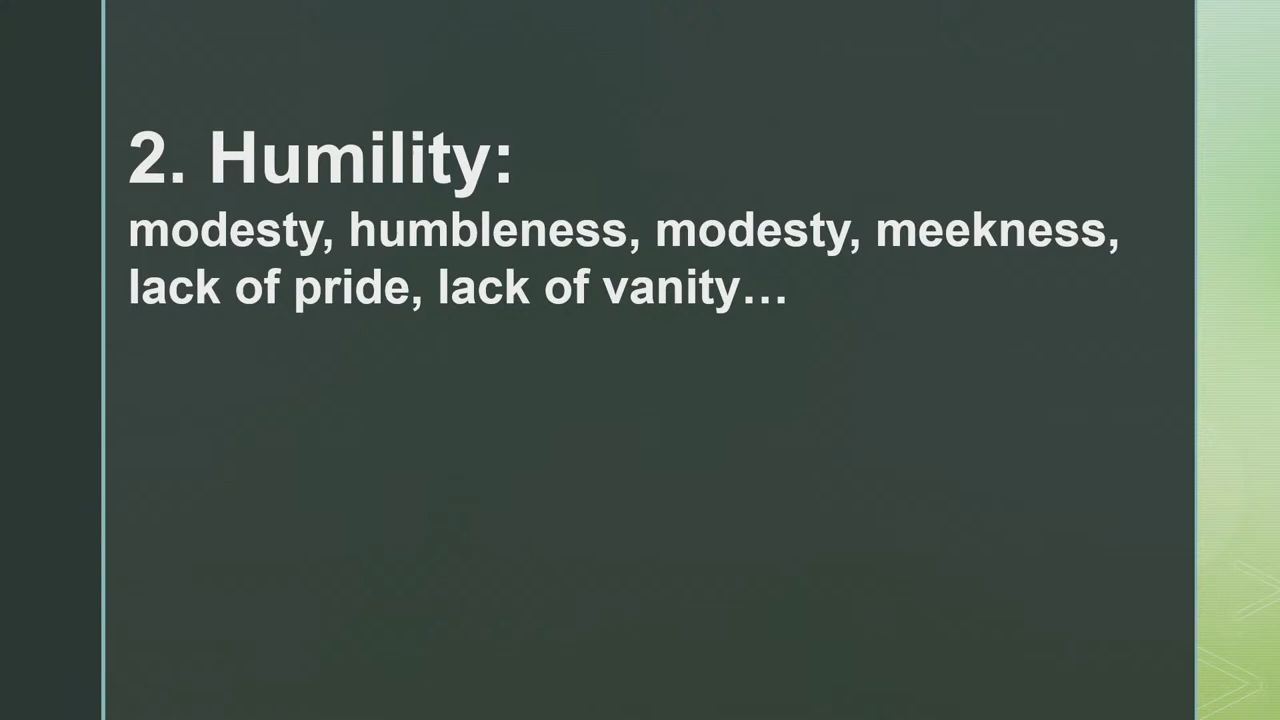 2. Humility:
modesty, humbleness, modesty, meekness,
lack of pride, lack of vanity…